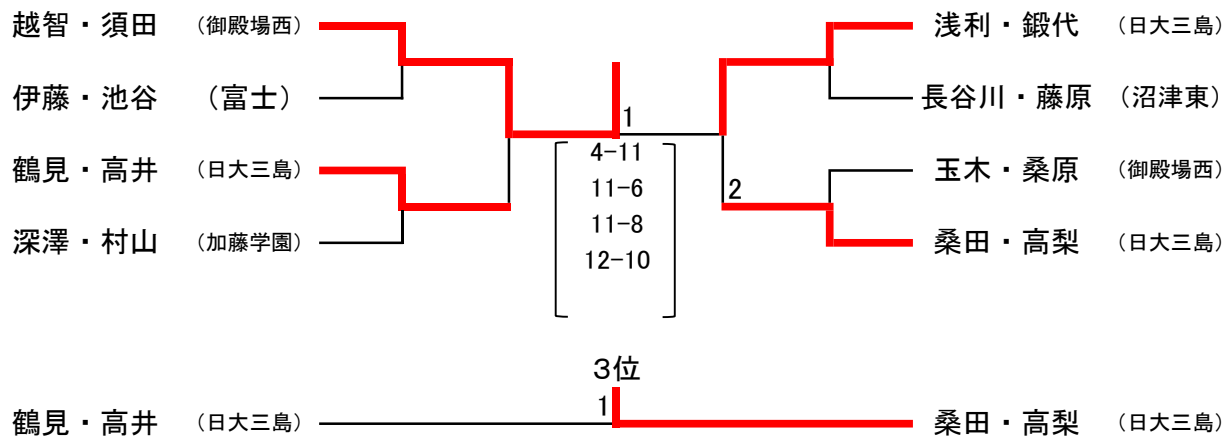 越智・須田 （御殿場西）
浅利・鍛代 （日大三島）
伊藤・池谷 （富士）
長谷川・藤原 （沼津東）
1
4-11
鶴見・高井 （日大三島）
玉木・桑原 （御殿場西）
11-6
2
11-8
深澤・村山 （加藤学園）
桑田・高梨 （日大三島）
12-10
３位
1
鶴見・高井 （日大三島）
桑田・高梨 （日大三島）